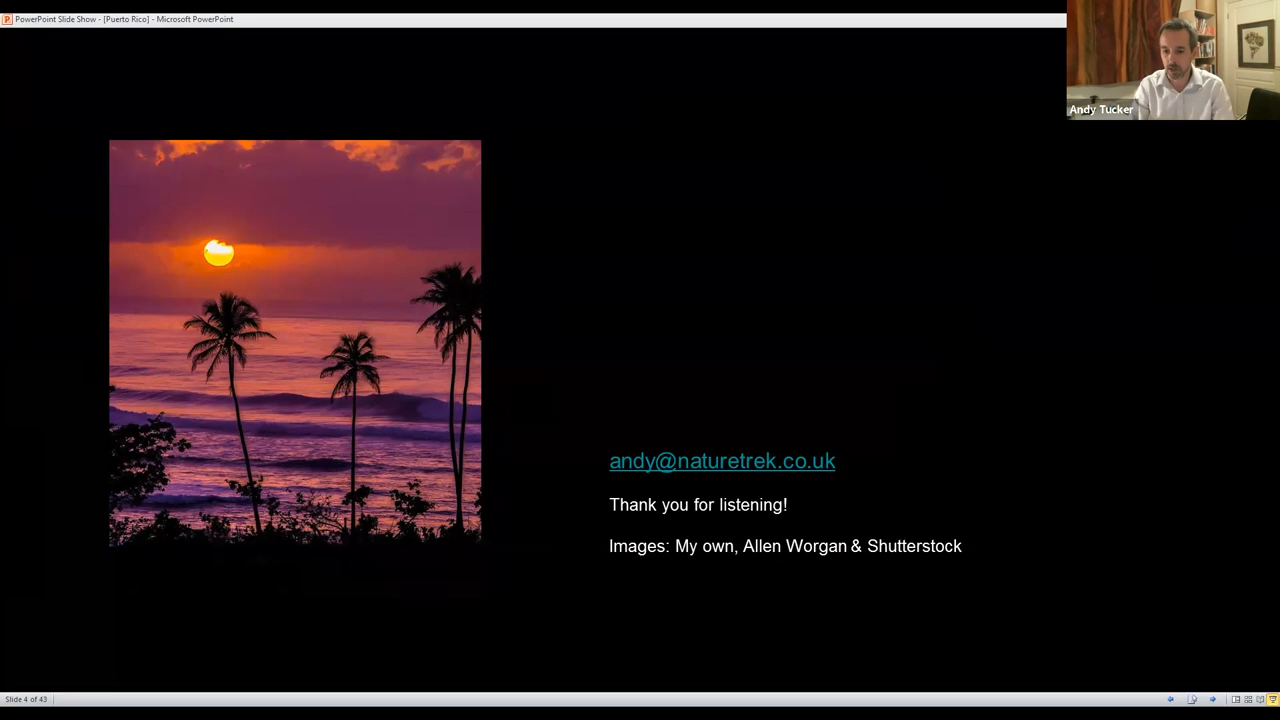 PowerPoint Slide Show - [Puerto Rico] - Microsoft PowerPoint
Andy Tucker
andy@naturetrek.co.uk
Thank you for listening!
Images: My own, Allen Worgan & Shutterstock
Slide 4 of 43